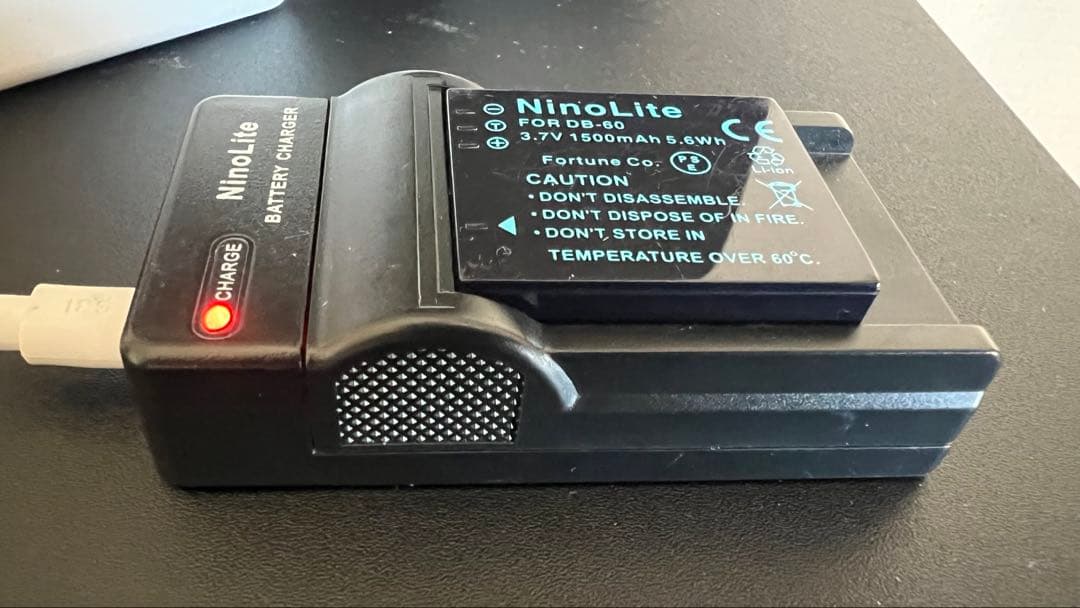 NinoLite
BATTERY CHARGER
CHARGE
NinoLite
FOR DB-60
3.7V 1500mAh 5.6Wh
CE
Fortune Co.
PSE
Li-ion
CAUTION
•DON'T DISASSEMBLE.
•DON'T DISPOSE OF IN FIRE.
•DON'T STORE IN
TEMPERATURE OVER 60°C.
⊖
T
⊕